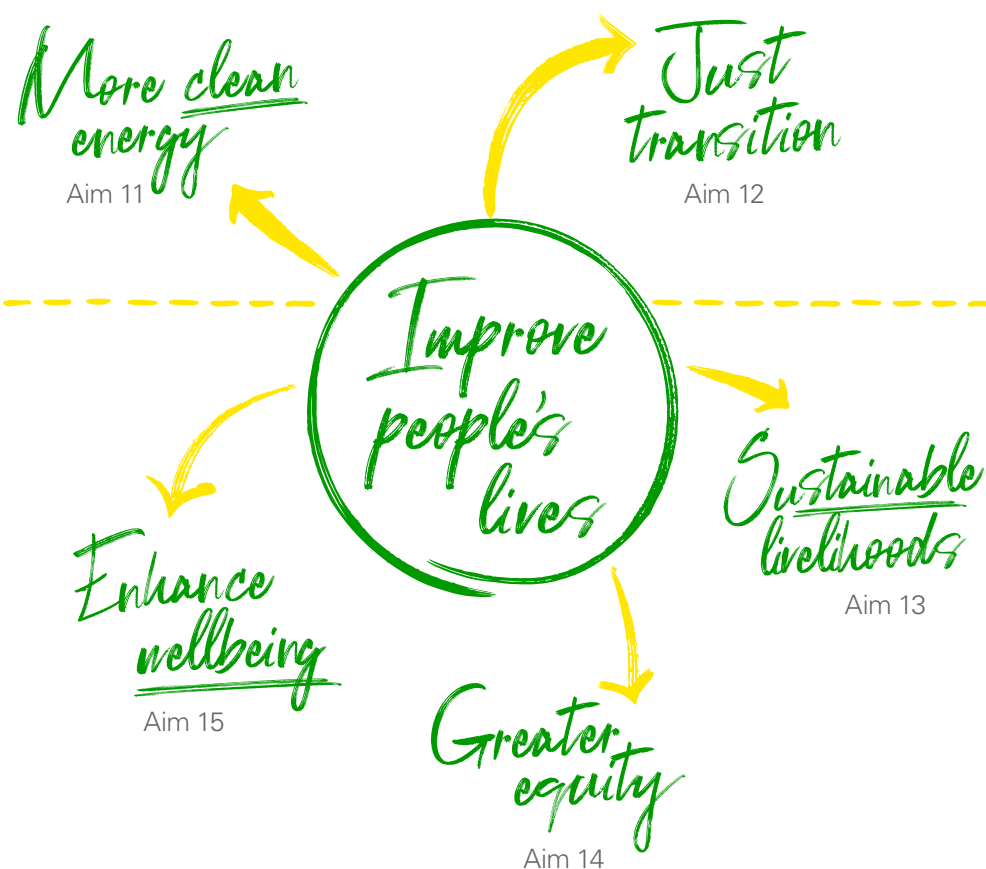 More clean
energy
Aim 11
Just
transition
Aim 12
Improve
people's
lives
Sustainable
livelihoods
Aim 13
Enhance
wellbeing
Aim 15
Greater
equity
Aim 14